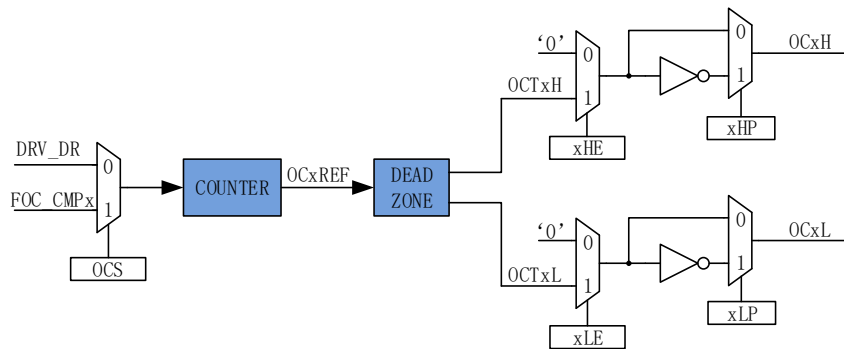 ‘0’
0
OCTxH
1
xHE
0
1
xHP
OCxH
DRV_DR
0
FOC_CMPx
1
OCS
COUNTER
OCxREF
DEAD
ZONE
‘0’
0
OCTxL
1
xLE
0
1
xLP
OCxL